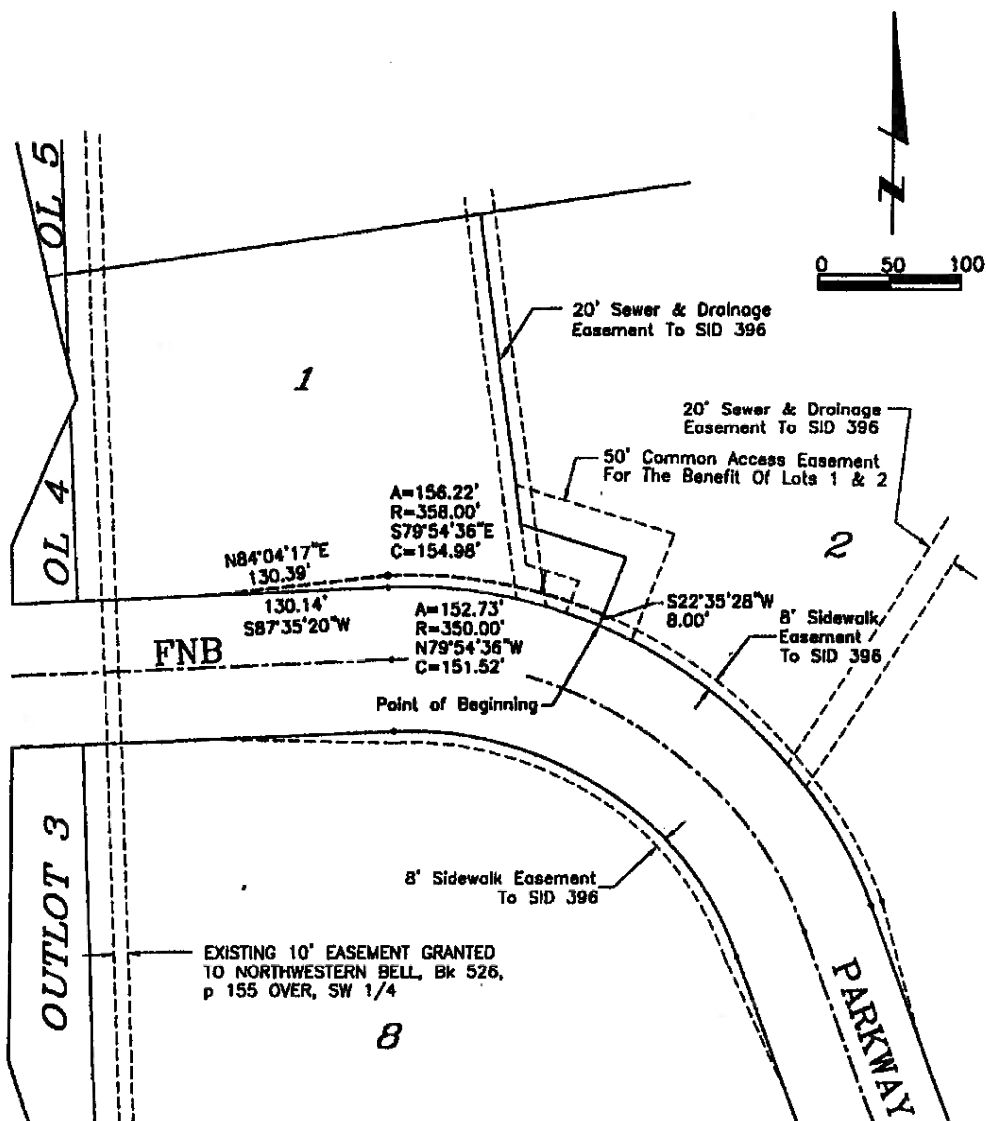 OL 5
N
0 50 100
20' Sewer & Drainage
Easement To SID 396
1
20' Sewer & Drainage
Easement To SID 396
50' Common Access Easement
For The Benefit Of Lots 1 & 2
OL 4
A=156.22'
R=358.00'
S79°54'36"E
C=154.98'
2
N84°04'17"E
130.39'
130.14'
S87°35'20"W
A=152.73'
R=350.00'
N79°54'36"W
C=151.52'
S22°35'28"W
8.00'
8' Sidewalk
Easement
To SID 396
FNB
Point of Beginning
OUTLOT 3
8' Sidewalk Easement
To SID 396
EXISTING 10' EASEMENT GRANTED
TO NORTHWESTERN BELL, Bk 526,
p 155 OVER, SW 1/4
8
PARKWAY